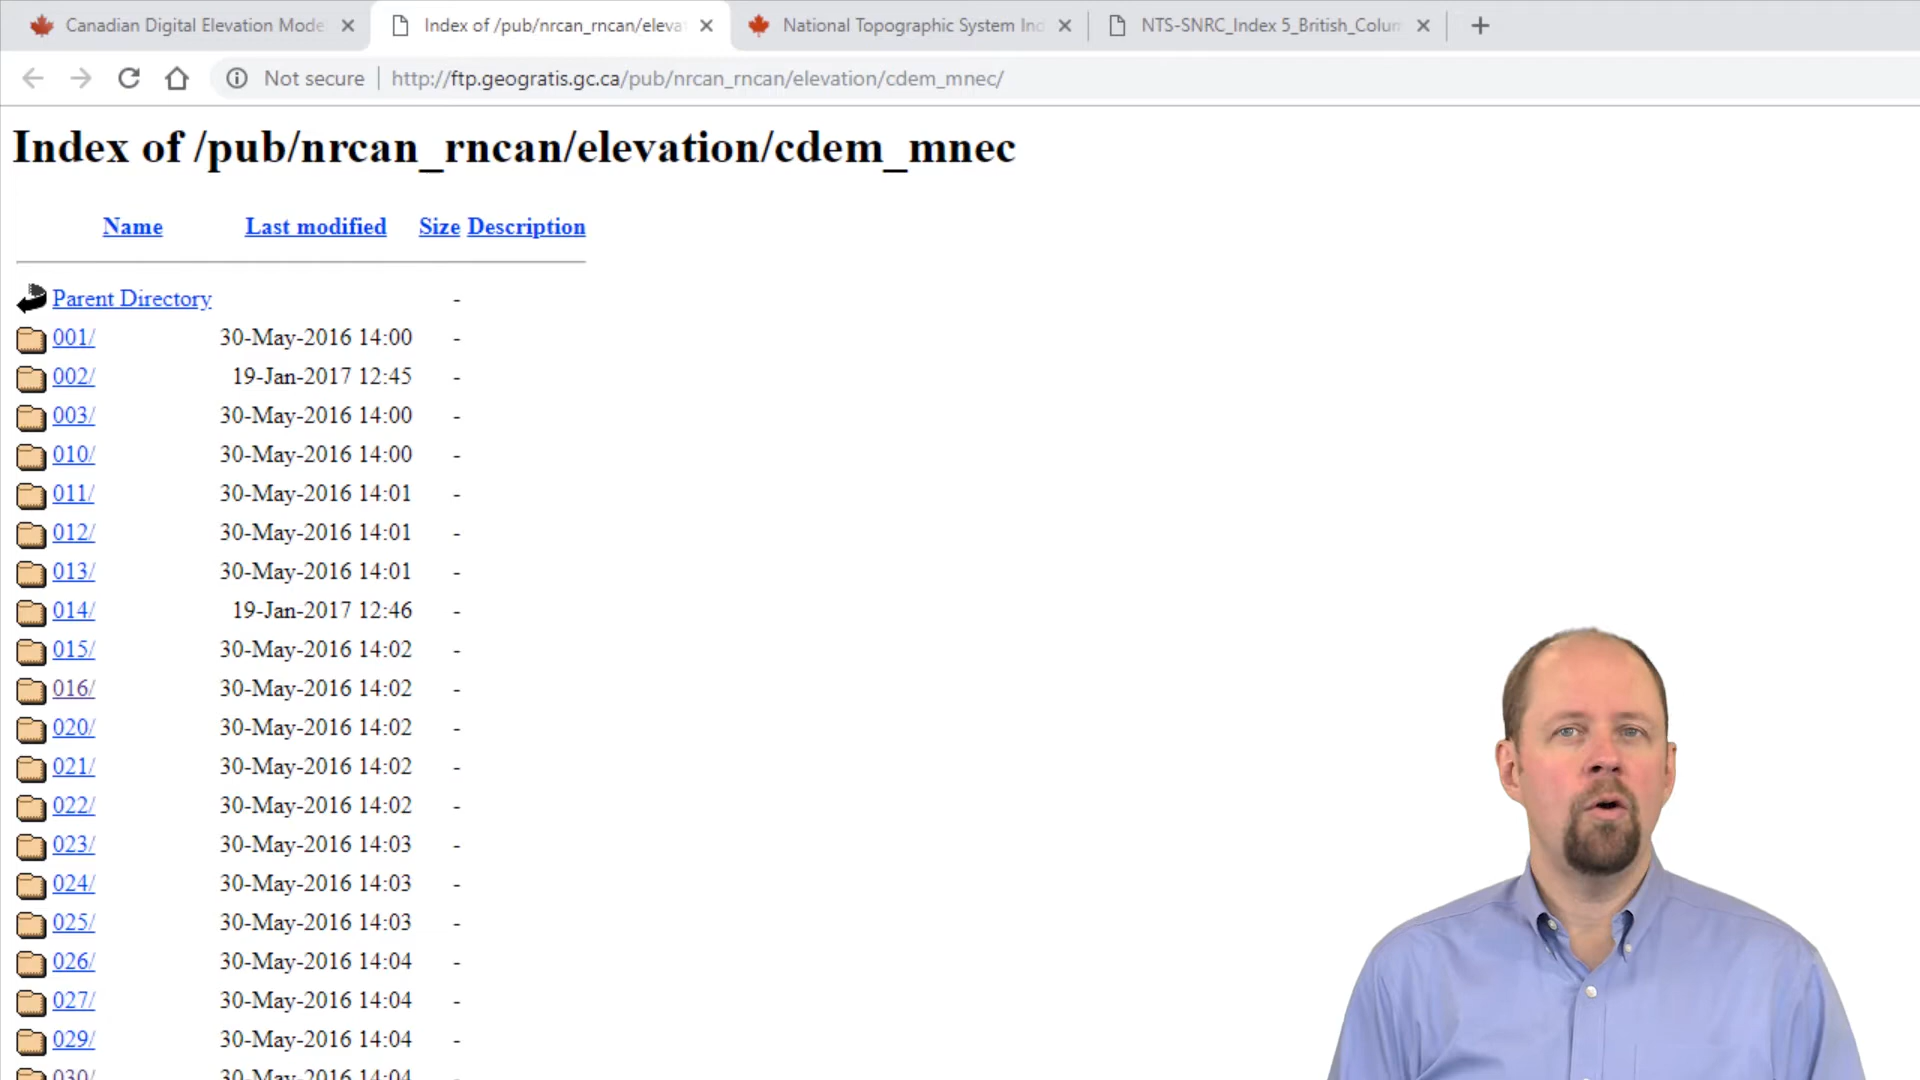 Canadian Digital Elevation Mode
Index of /pub/nrcan_rncan/eleva
National Topographic System Ind
NTS-SNRC_Index 5_British_Colum
Not secure
http://ftp.geogratis.gc.ca/pub/nrcan_rncan/elevation/cdem_mnec/
Index of /pub/nrcan_rncan/elevation/cdem_mnec
Name Last modified Size Description
Parent Directory -
001/ 30-May-2016 14:00 -
002/ 19-Jan-2017 12:45 -
003/ 30-May-2016 14:00 -
010/ 30-May-2016 14:00 -
011/ 30-May-2016 14:01 -
012/ 30-May-2016 14:01 -
013/ 30-May-2016 14:01 -
014/ 19-Jan-2017 12:46 -
015/ 30-May-2016 14:02 -
016/ 30-May-2016 14:02 -
020/ 30-May-2016 14:02 -
021/ 30-May-2016 14:02 -
022/ 30-May-2016 14:02 -
023/ 30-May-2016 14:03 -
024/ 30-May-2016 14:03 -
025/ 30-May-2016 14:03 -
026/ 30-May-2016 14:04 -
027/ 30-May-2016 14:04 -
029/ 30-May-2016 14:04 -
030/ 30-May-2016 14:04 -